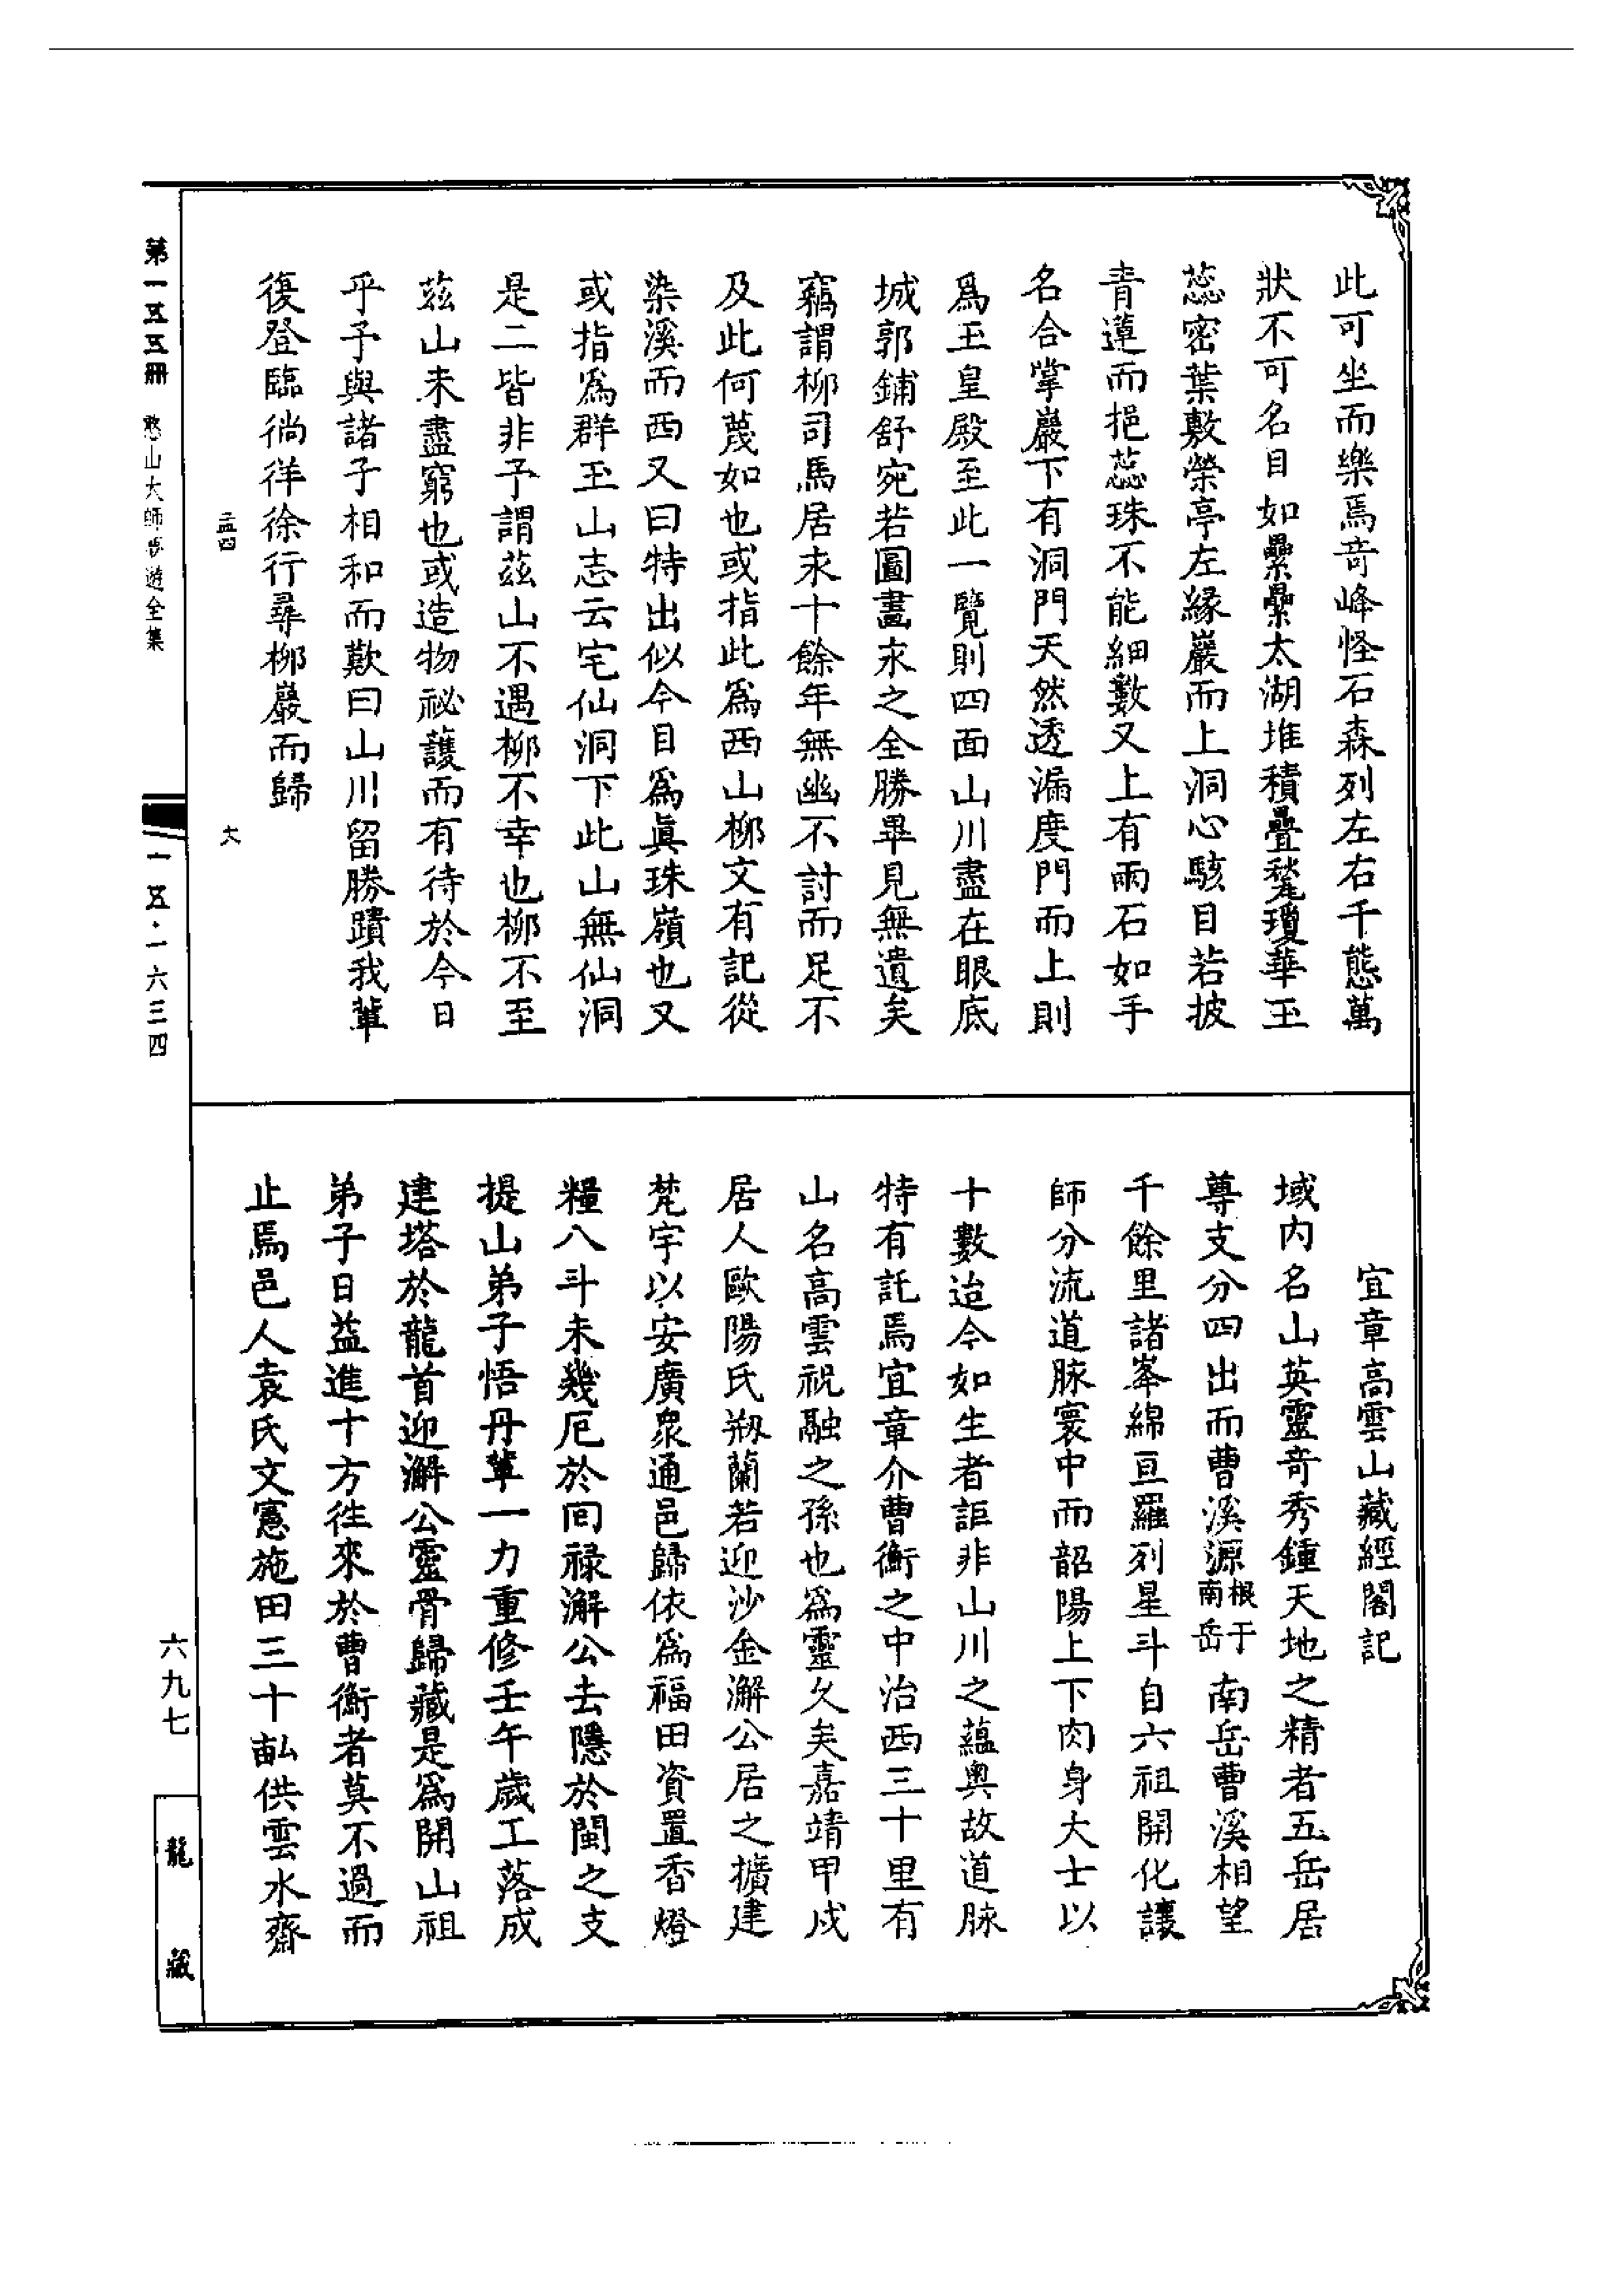 此可坐而樂焉奇峰怪石森列左右千態萬
狀不可名目如纍纍太湖堆積疊甃瓊華玉
蕊密葉敷榮亭左緣巖而上洞心駭目若披
青蓮而挹蕊珠不能細數又上有兩石如手
名合掌巖下有洞門天然透漏度門而上則
爲玉皇殿至此一覽則四面山川盡在眼底
城郭鋪舒宛若圖畫求之全勝畢見無遺矣
竊謂柳司馬居永十餘年無幽不討而足不
及此何蔑如也或指此爲西山柳文有記從
染溪而西又曰特出似今目爲眞珠嶺也又
或指爲群玉山志云宅仙洞下此山無仙洞
是二皆非予謂茲山不遇柳不幸也柳不至
茲山未盡窮也或造物祕護而有待於今日
乎予與諸子相和而歎曰山川留勝蹟我輩
復登臨徜徉徐行尋柳巖而歸
宜章高雲山藏經閣記
域內名山英靈奇秀鍾天地之精者五岳居
尊支分四出而曹溪源根于南岳南岳曹溪相望
千餘里諸峯綿亘羅列星斗自六祖開化讓
師分流道脉寰中而韶陽上下肉身大士以
十數迨今如生者詎非山川之蘊奧故道脉
特有託焉宜章介曹衡之中治西三十里有
山名高雲祝融之孫也爲靈久矣嘉靖甲戌
居人歐陽氏剏蘭若迎沙金澥公居之擴建
梵宇以安廣衆通邑歸依爲福田資置香燈
糧八斗未幾厄於回祿澥公去隱於閩之支
提山弟子悟丹輩一力重修壬午歲工落成
建塔於龍首迎澥公靈骨歸藏是爲開山祖
弟子日益進十方徃來於曹衡者莫不過而
止焉邑人袁氏文憲施田三十畝供雲水齋
第一五五冊 憨山大師夢遊全集
一五·一六三四
六九七
龍藏